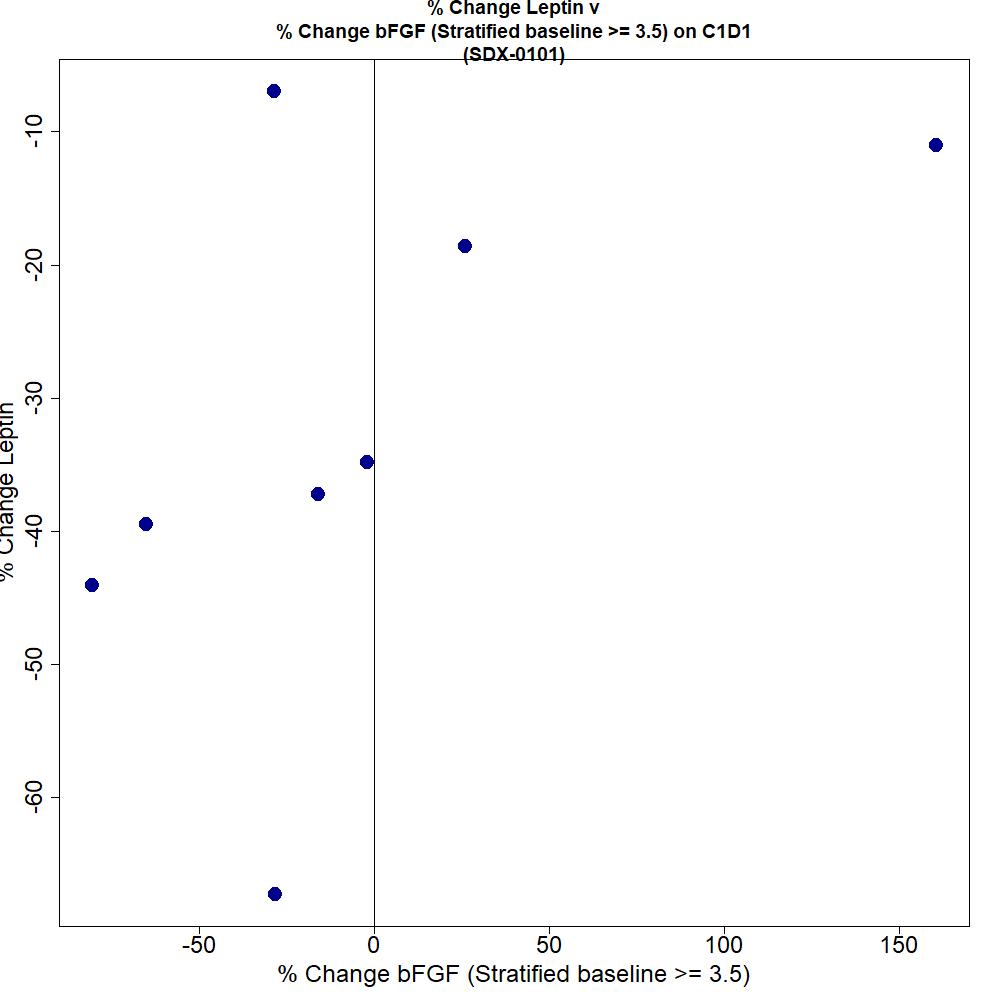 % Change Leptin v
% Change bFGF (Stratified baseline >= 3.5) on C1D1
(SDX-0101)
-10
-20
-30
-40
-50
-60
% Change Leptin
-50
0
50
100
150
% Change bFGF (Stratified baseline >= 3.5)